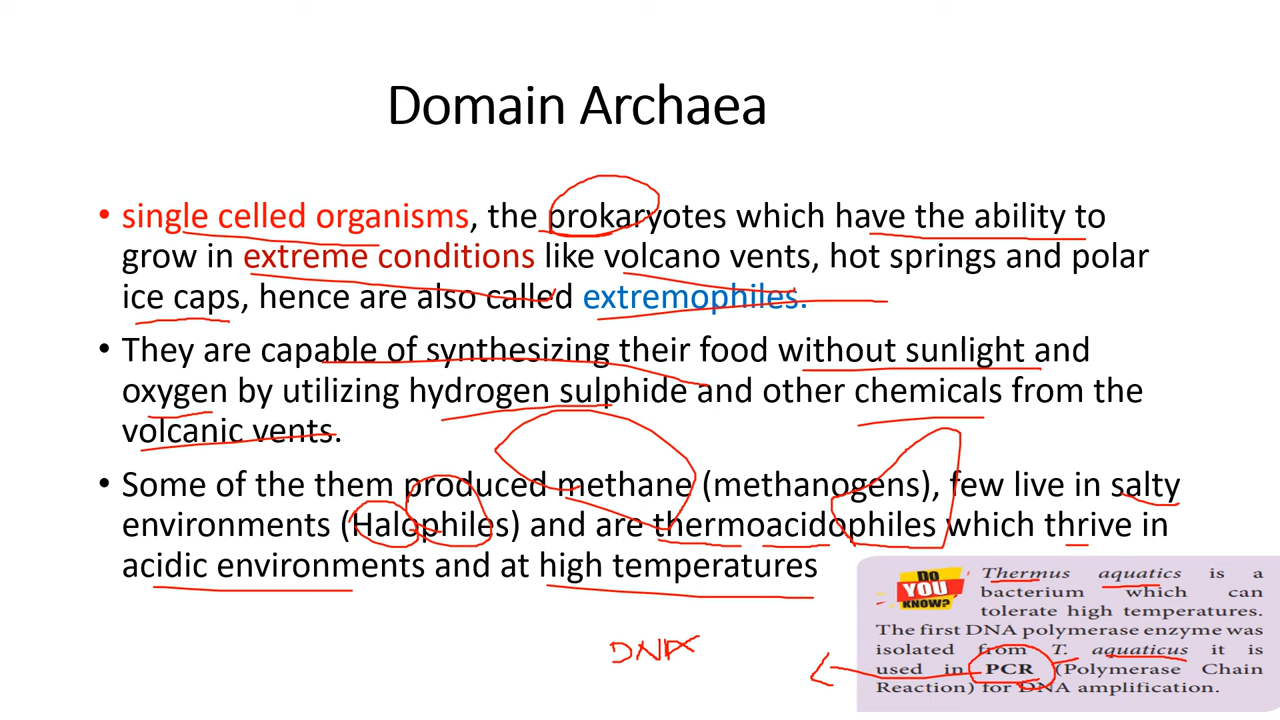 Domain Archaea
• single celled organisms, the prokaryotes which have the ability to
grow in extreme conditions like volcano vents, hot springs and polar
ice caps, hence are also called extremophiles.
• They are capable of synthesizing their food without sunlight and
oxygen by utilizing hydrogen sulphide and other chemicals from the
volcanic vents.
• Some of the them produced methane (methanogens), few live in salty
environments (Halophiles) and are thermoacidophiles which thrive in
acidic environments and at high temperatures
DO
YOU
KNOW?
Thermus aquatics is a
bacterium which can
tolerate high temperatures.
The first DNA polymerase enzyme was
isolated from T. aquaticus it is
used in PCR (Polymerase Chain
Reaction) for DNA amplification.
DNA